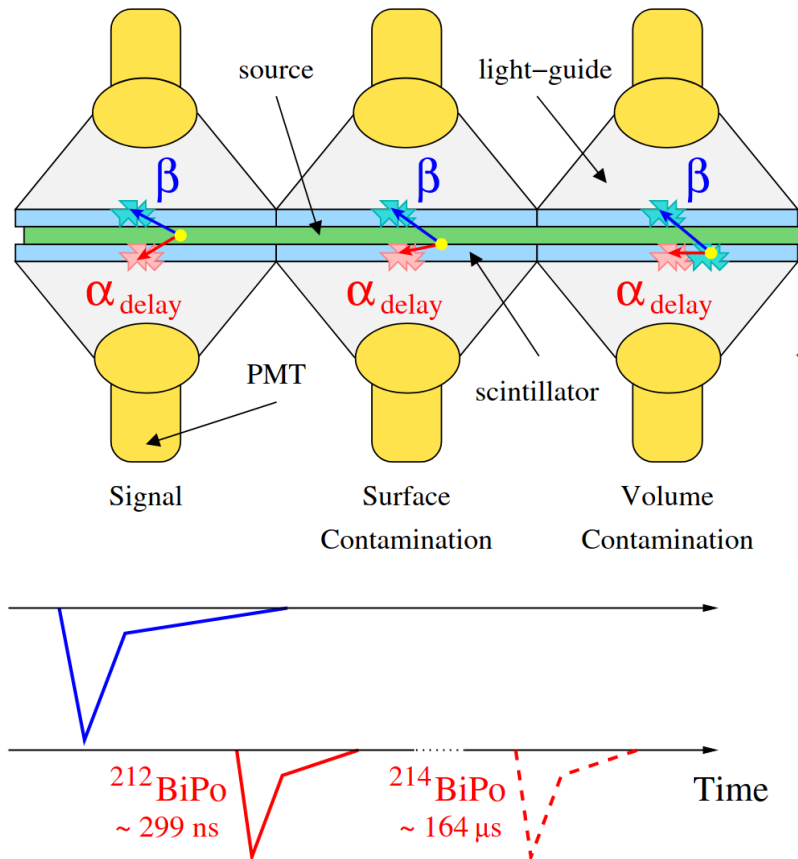 source
light−guide
β
β
β
α delay
α delay
α delay
PMT
scintillator
Signal
Surface
Contamination
Volume
Contamination
²¹²BiPo
~ 299 ns
²¹⁴BiPo
~ 164 µs
Time